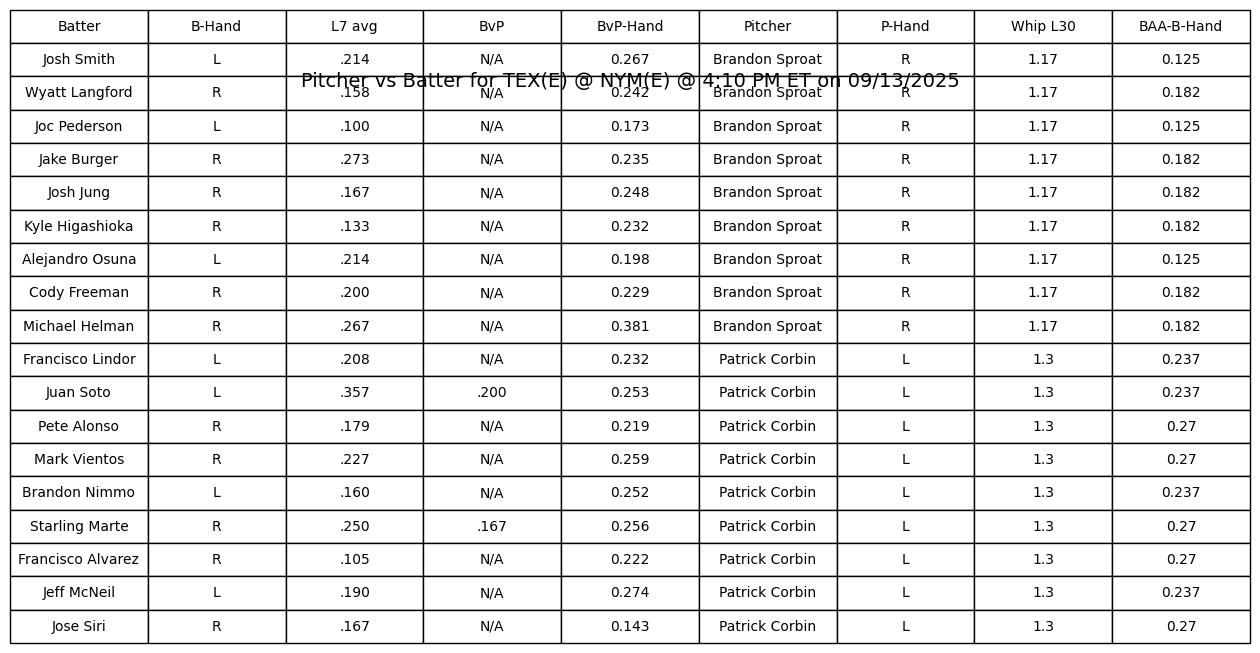 Batter B-Hand L7 avg BvP BvP-Hand Pitcher P-Hand Whip L30 BAA-B-Hand
Josh Smith L .214 N/A 0.267 Brandon Sproat R 1.17 0.125
Pitcher vs Batter for TEX(E) @ NYM(E) @ 4:10 PM ET on 09/13/2025
Wyatt Langford R .158 N/A 0.242 Brandon Sproat R 1.17 0.182
Joc Pederson L .100 N/A 0.173 Brandon Sproat R 1.17 0.125
Jake Burger R .273 N/A 0.235 Brandon Sproat R 1.17 0.182
Josh Jung R .167 N/A 0.248 Brandon Sproat R 1.17 0.182
Kyle Higashioka R .133 N/A 0.232 Brandon Sproat R 1.17 0.182
Alejandro Osuna L .214 N/A 0.198 Brandon Sproat R 1.17 0.125
Cody Freeman R .200 N/A 0.229 Brandon Sproat R 1.17 0.182
Michael Helman R .267 N/A 0.381 Brandon Sproat R 1.17 0.182
Francisco Lindor L .208 N/A 0.232 Patrick Corbin L 1.3 0.237
Juan Soto L .357 .200 0.253 Patrick Corbin L 1.3 0.237
Pete Alonso R .179 N/A 0.219 Patrick Corbin L 1.3 0.27
Mark Vientos R .227 N/A 0.259 Patrick Corbin L 1.3 0.27
Brandon Nimmo L .160 N/A 0.252 Patrick Corbin L 1.3 0.237
Starling Marte R .250 .167 0.256 Patrick Corbin L 1.3 0.27
Francisco Alvarez R .105 N/A 0.222 Patrick Corbin L 1.3 0.27
Jeff McNeil L .190 N/A 0.274 Patrick Corbin L 1.3 0.237
Jose Siri R .167 N/A 0.143 Patrick Corbin L 1.3 0.27